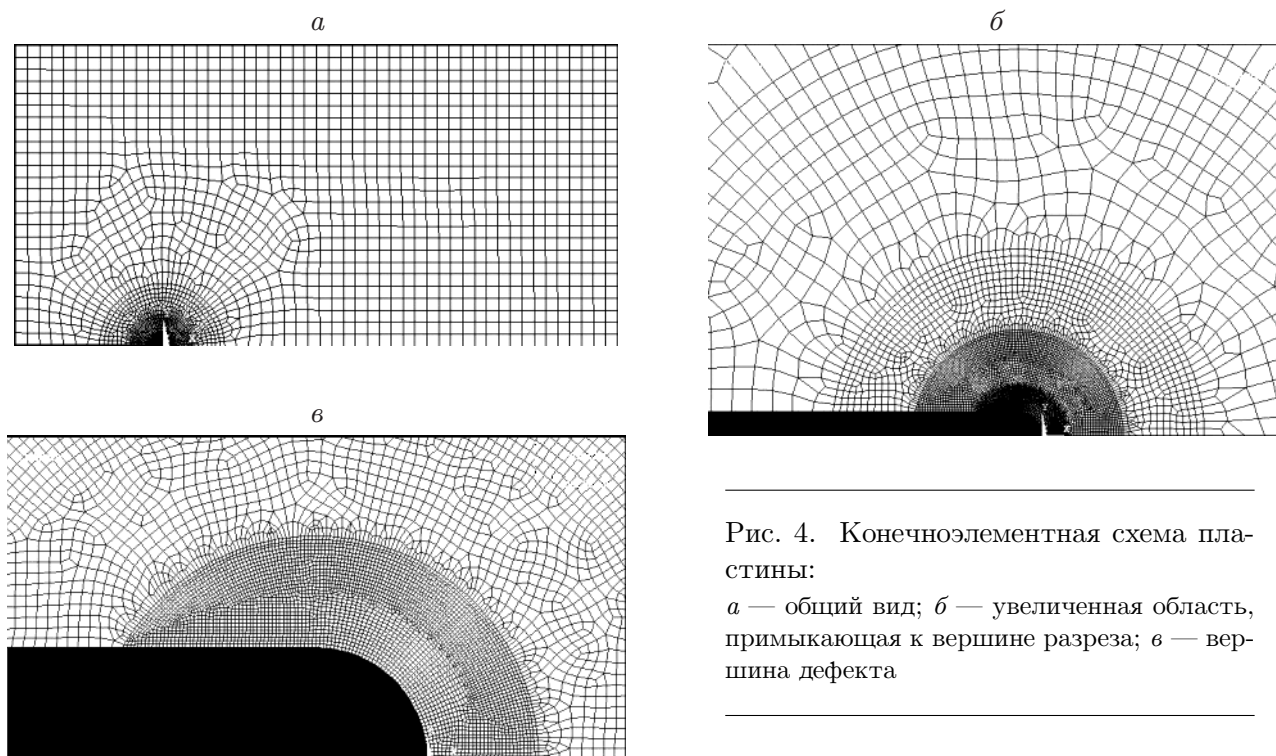 а
б
в
Рис. 4. Конечноэлементная схема пла-
стины:
а — общий вид; б — увеличенная область,
примыкающая к вершине разреза; в — вер-
шина дефекта